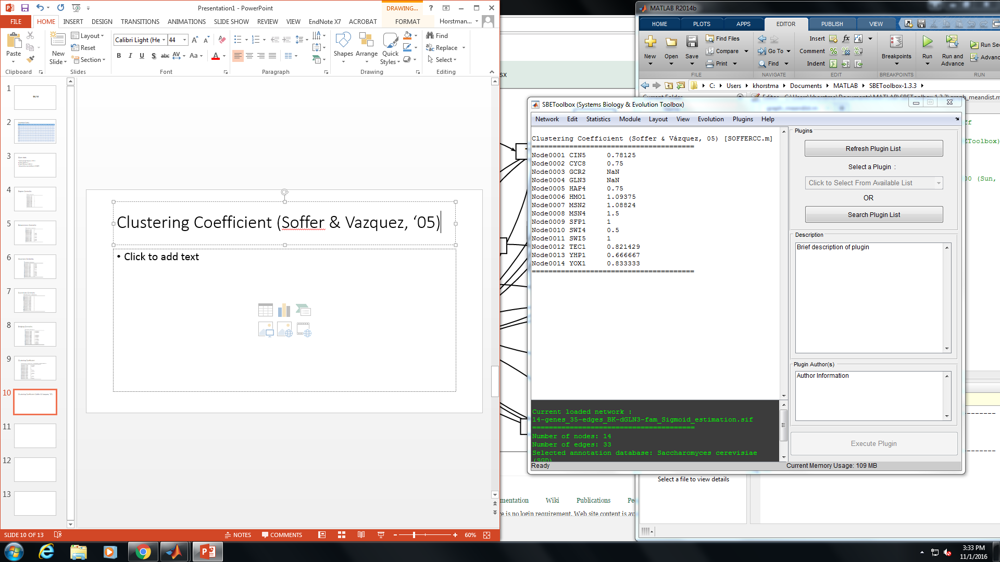 Presentation1 - PowerPoint
DRAWING...
FILE
HOME
INSERT
DESIGN
TRANSITIONS
ANIMATIONS
SLIDE SHOW
REVIEW
VIEW
EndNote X7
ACROBAT
FORMAT
Horstman...
Paste
New
Slide
Layout
Reset
Section
Calibri Light (He
44
Shapes
Arrange
Quick
Styles
Find
Replace
Select
Clipboard
Slides
Font
Paragraph
Drawing
Editing
1
2
3
4
5
6
7
8
9
10
11
12
13
Clustering Coefficient (Soffer & Vazquez, ‘05)
• Click to add text
SLIDE 10 OF 13
NOTES
COMMENTS
60%
sx
mentation
Wiki
Publications
Pe
e is no login requirement. Web site content is av
MATLAB R2014b
HOME
PLOTS
APPS
EDITOR
PUBLISH
VIEW
New
Open
Save
Find Files
Compare
Print
Go To
Find
Insert
Comment
Indent
Breakpoints
Run
Run and
Advance
Run Sec
Advanc
FILE
NAVIGATE
EDIT
BREAKPOINTS
RUN
C:
Users
khorstma
Documents
MATLAB
SBEToolbox-1.3.3
SBEToolbox (Systems Biology & Evolution Toolbox)
Network
Edit
Statistics
Module
Layout
View
Evolution
Plugins
Help
Clustering Coefficient (Soffer & Vázquez, 05) [SOFFERCC.m]
=======================================
Node0001 CIN5 0.78125
Node0002 CYC8 0.75
Node0003 GCR2 NaN
Node0004 GLN3 NaN
Node0005 HAP4 0.75
Node0006 HMO1 1.09375
Node0007 MSN2 1.08824
Node0008 MSN4 1.5
Node0009 SFP1 1
Node0010 SWI4 0.5
Node0011 SWI5 1
Node0012 TEC1 0.821429
Node0013 YHP1 0.666667
Node0014 YOX1 0.833333
=======================================
Current loaded network :
14-genes_35-edges_BK-dGLN3-fam_Sigmoid_estimation.sif
=======================================
Number of nodes: 14
Number of edges: 33
Selected annotation database: Saccharomyces cerevisiae
(SGD)
Ready
Current Memory Usage: 109 MB
Plugins
Refresh Plugin List
Select a Plugin :
Click to Select From Available List
OR
Search Plugin List
Description
Brief description of plugin
Plugin Author(s)
Author Information
Execute Plugin
_meandist.m
ff
EToolbox)
00 (Sun,
Select a file to view details
3:33 PM
11/1/2016